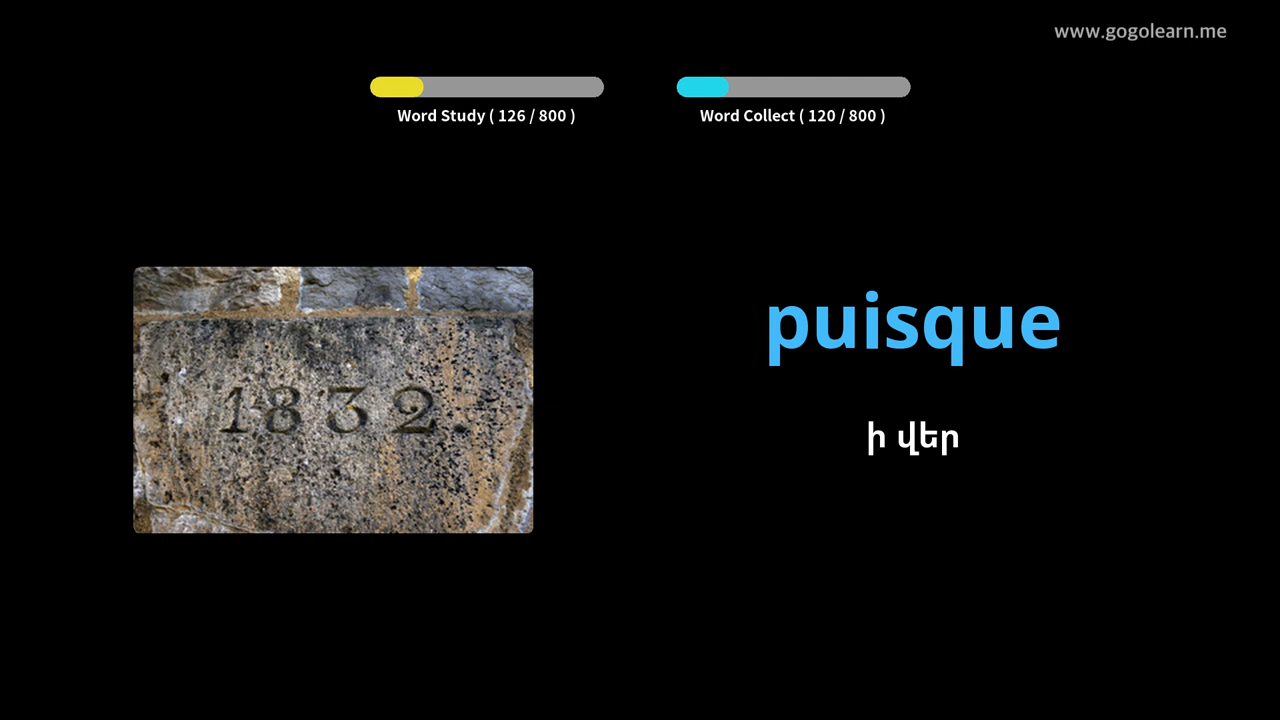 www.gogolearn.me
Word Study ( 126 / 800 )
Word Collect ( 120 / 800 )
1832.
puisque
ի վեր